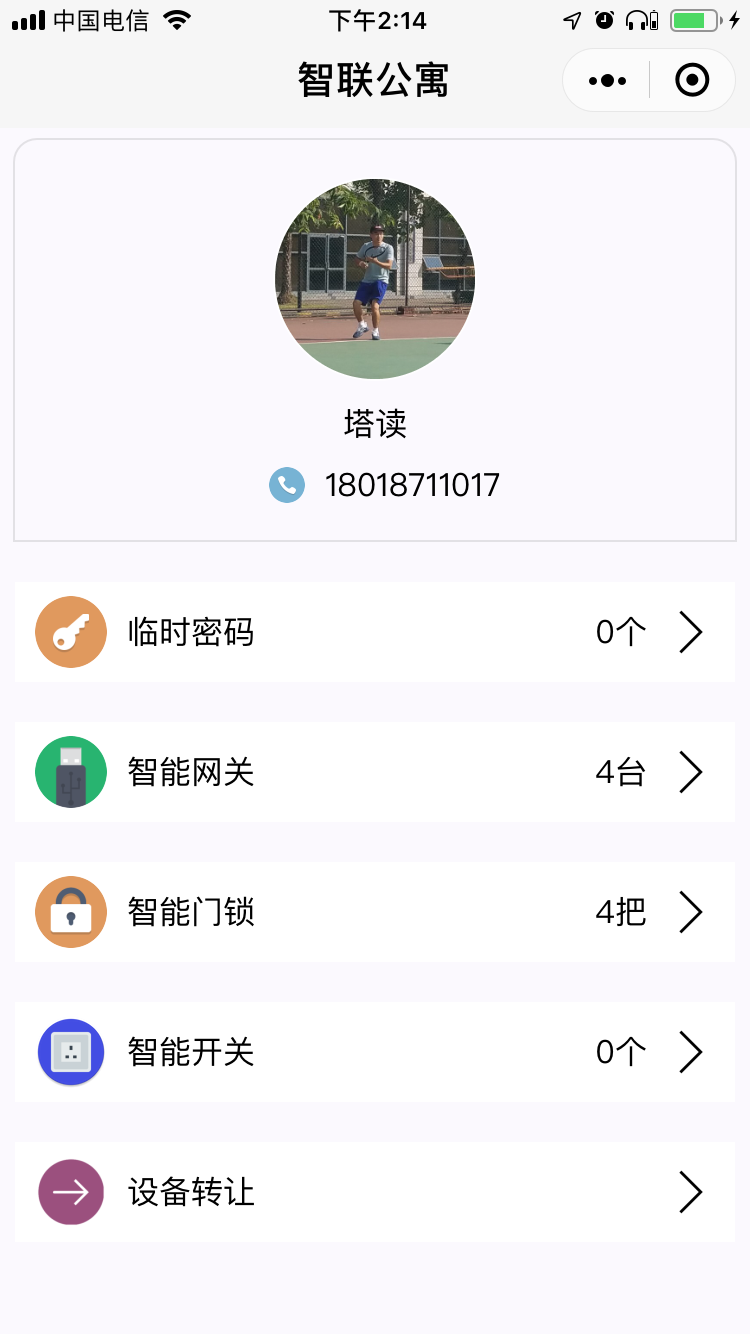 中国电信 下午2:14
智联公寓
塔读
18018711017
临时密码 0个
智能网关 4台
智能门锁 4把
智能开关 0个
设备转让